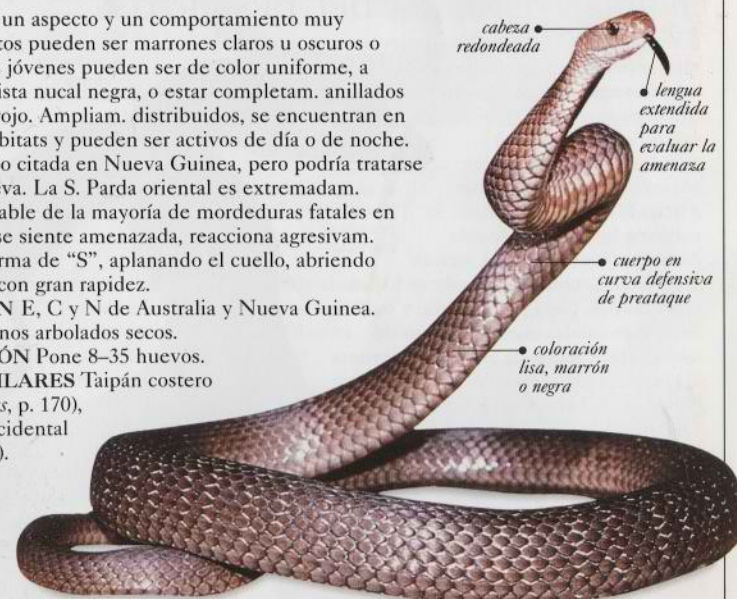 un aspecto y un comportamiento muy
tos pueden ser marrones claros u oscuros o
jóvenes pueden ser de color uniforme, a
ista nucal negra, o estar completam. anillados
rojo. Ampliam. distribuidos, se encuentran en
bitats y pueden ser activos de día o de noche.
o citada en Nueva Guinea, pero podría tratarse
eva. La S. Parda oriental es extremadam.
able de la mayoría de mordeduras fatales en
se siente amenazada, reacciona agresivam.
rma de “S”, aplanando el cuello, abriendo
con gran rapidez.
N E, C y N de Australia y Nueva Guinea.
nos arbolados secos.
ÓN Pone 8–35 huevos.
ILARES Taipán costero
s, p. 170),
cidental
).
cabeza
redondeada
lengua
extendida
para
evaluar la
amenaza
cuerpo en
curva defensiva
de preataque
coloración
lisa, marrón
o negra